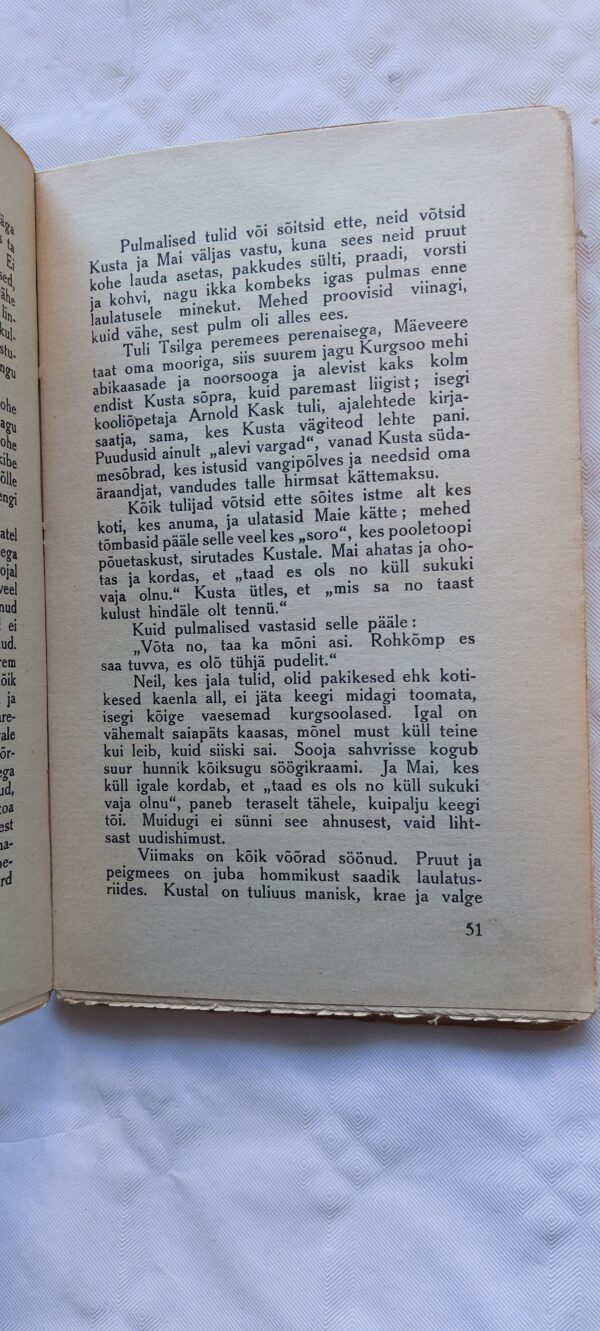 Pulmalised tulid või sõitsid ette, neid võtsid
Kusta ja Mai väljas vastu, kuna sees neid pruut
kohe lauda asetas, pakkudes sülti, praadi, vorsti
ja kohvi, nagu ikka kombeks igas pulmas enne
laulatusele minekut. Mehed proovisid viinagi,
kuid vähe, sest pulm oli alles ees.
Tuli Tsilga peremees perenaisega, Mäeveere
taat oma mooriga, siis suurem jagu Kurgsoo mehi
abikaasade ja noorsooga ja alevist kaks kolm
endist Kusta sõpra, kuid paremast liigist; isegi
kooliõpetaja Arnold Kask tuli, ajalehtede kirja-
saatja, sama, kes Kusta vägiteod lehte pani.
Puudusid ainult „alevi vargad“, vanad Kusta süda-
mesõbrad, kes istusid vangipõlves ja needsid oma
äraandjat, vandudes talle hirmsat kättemaksu.
Kõik tulijad võtsid ette sõites istme alt kes
koti, kes anuma, ja ulatasid Maie kätte; mehed
tõmbasid pääle selle veel kes „soro“, kes pooletoopi
põuetaskust, sirutades Kustale. Mai ahatas ja oho-
tas ja kordas, et „taad es ols no küll sukuki
vaja olnu.“ Kusta ütles, et „mis sa no taast
kulust hindäle olt tennü.“
Kuid pulmalised vastasid selle pääle:
„Võta no, taa ka mõni asi. Rohkõmp es
saa tuvva, es olõ tühjä pudelit.“
Neil, kes jala tulid, olid pakikesed ehk koti-
kesed kaenla all, ei jäta keegi midagi toomata,
isegi kõige vaesemad kurgsoolased. Igal on
vähemalt saiapäts kaasas, mõnel must küll teine
kui leib, kuid siiski sai. Sooja sahvrisse kogub
suur hunnik kõiksugu söögikraami. Ja Mai, kes
küll igale kordab, et „taad es ols no küll sukuki
vaja olnu“, paneb teraselt tähele, kuipalju keegi
tõi. Muidugi ei sünni see ahnusest, vaid liht-
sast uudishimust.
Viimaks on kõik võõrad söönud. Pruut ja
peigmees on juba hommikust saadik laulatus-
riides. Kustal on tuliuus manisk, krae ja valge
51